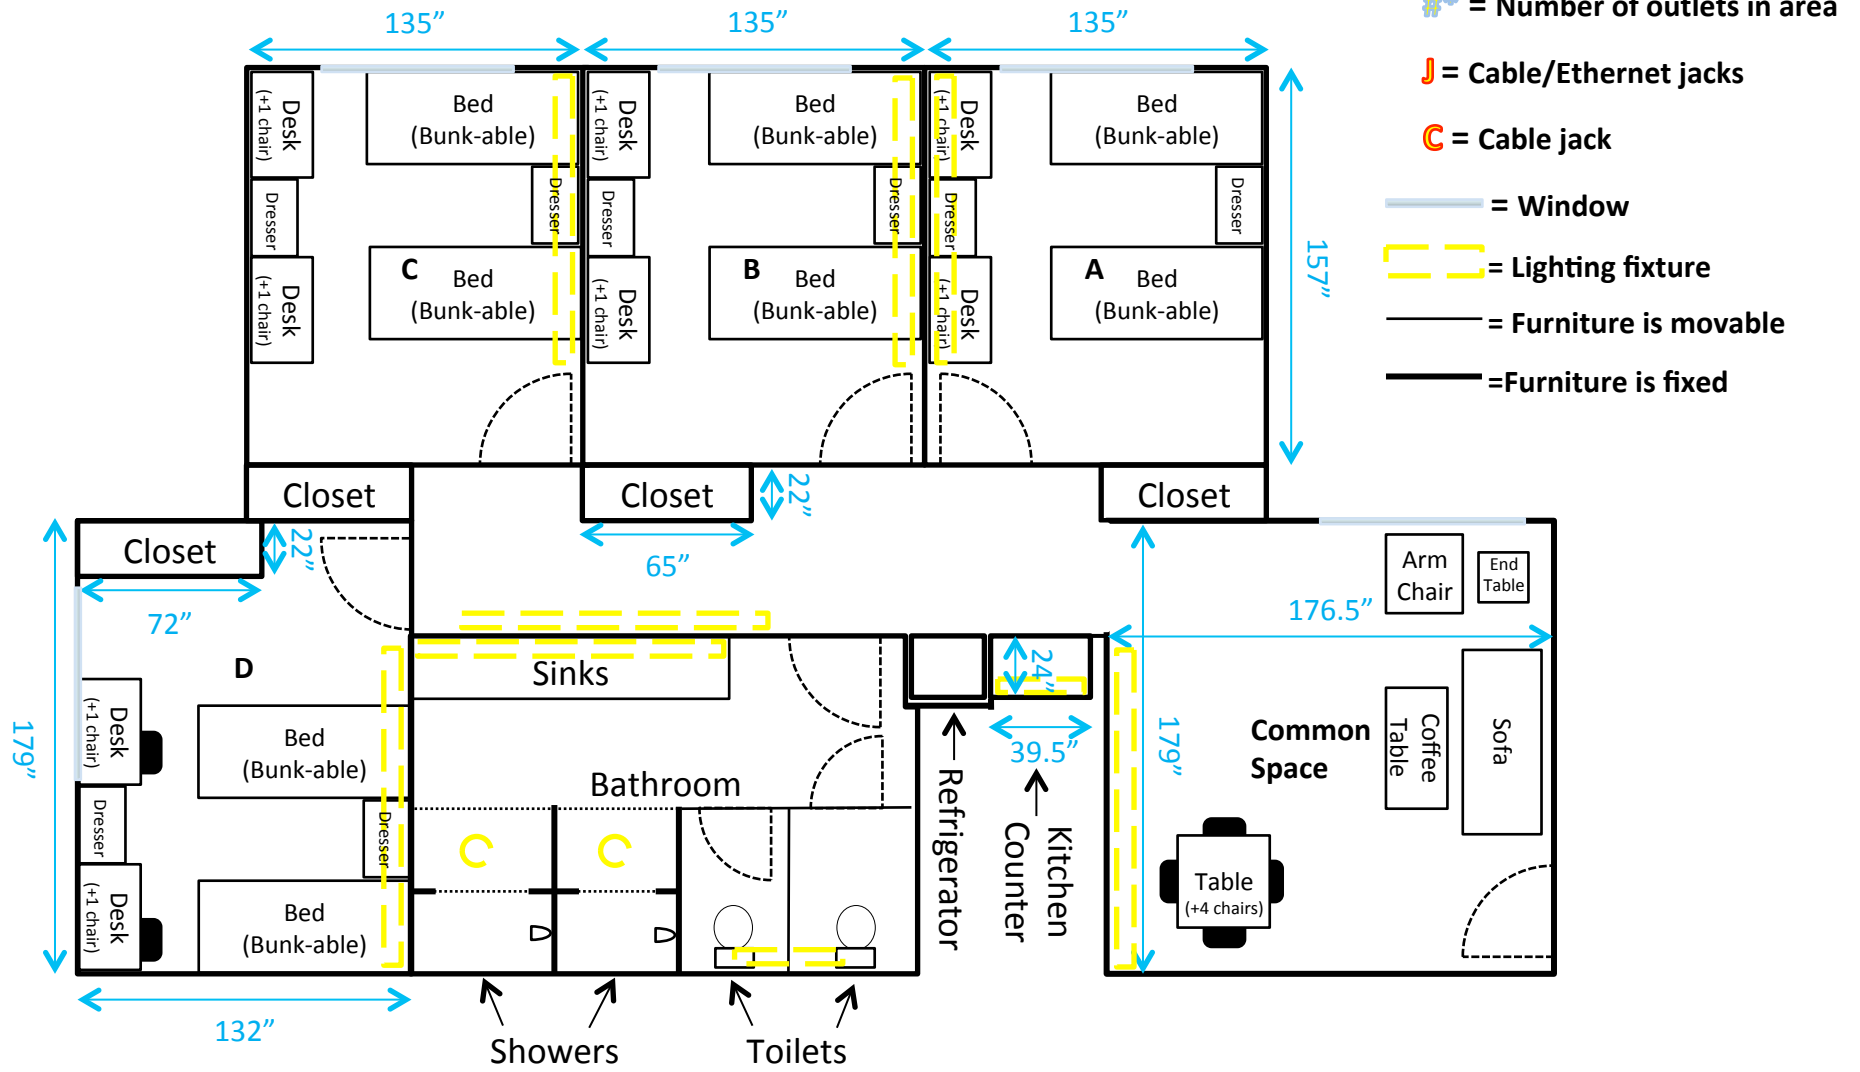 135”
135”
135”
#* = Number of outlets in area
J = Cable/Ethernet jacks
C = Cable jack
= Window
= Lighting fixture
= Furniture is movable
=Furniture is fixed
Desk
(+1 chair)
Bed
(Bunk-able)
Dresser
Dresser
Desk
(+1 chair)
C
Bed
(Bunk-able)
Desk
(+1 chair)
Bed
(Bunk-able)
Dresser
Dresser
Desk
(+1 chair)
B
Bed
(Bunk-able)
Desk
(+1 chair)
Bed
(Bunk-able)
Dresser
Dresser
Desk
(+1 chair)
A
Bed
(Bunk-able)
157”
Closet
Closet
22”
Closet
65”
Closet
22”
72”
179”
D
Desk
(+1 chair)
Bed
(Bunk-able)
Dresser
Dresser
Desk
(+1 chair)
Bed
(Bunk-able)
132”
Sinks
Bathroom
Showers
Toilets
24”
39.5”
Refrigerator
Kitchen
Counter
179”
176.5”
Arm
Chair
End
Table
Common
Space
Coffee
Table
Sofa
Table
(+4 chairs)